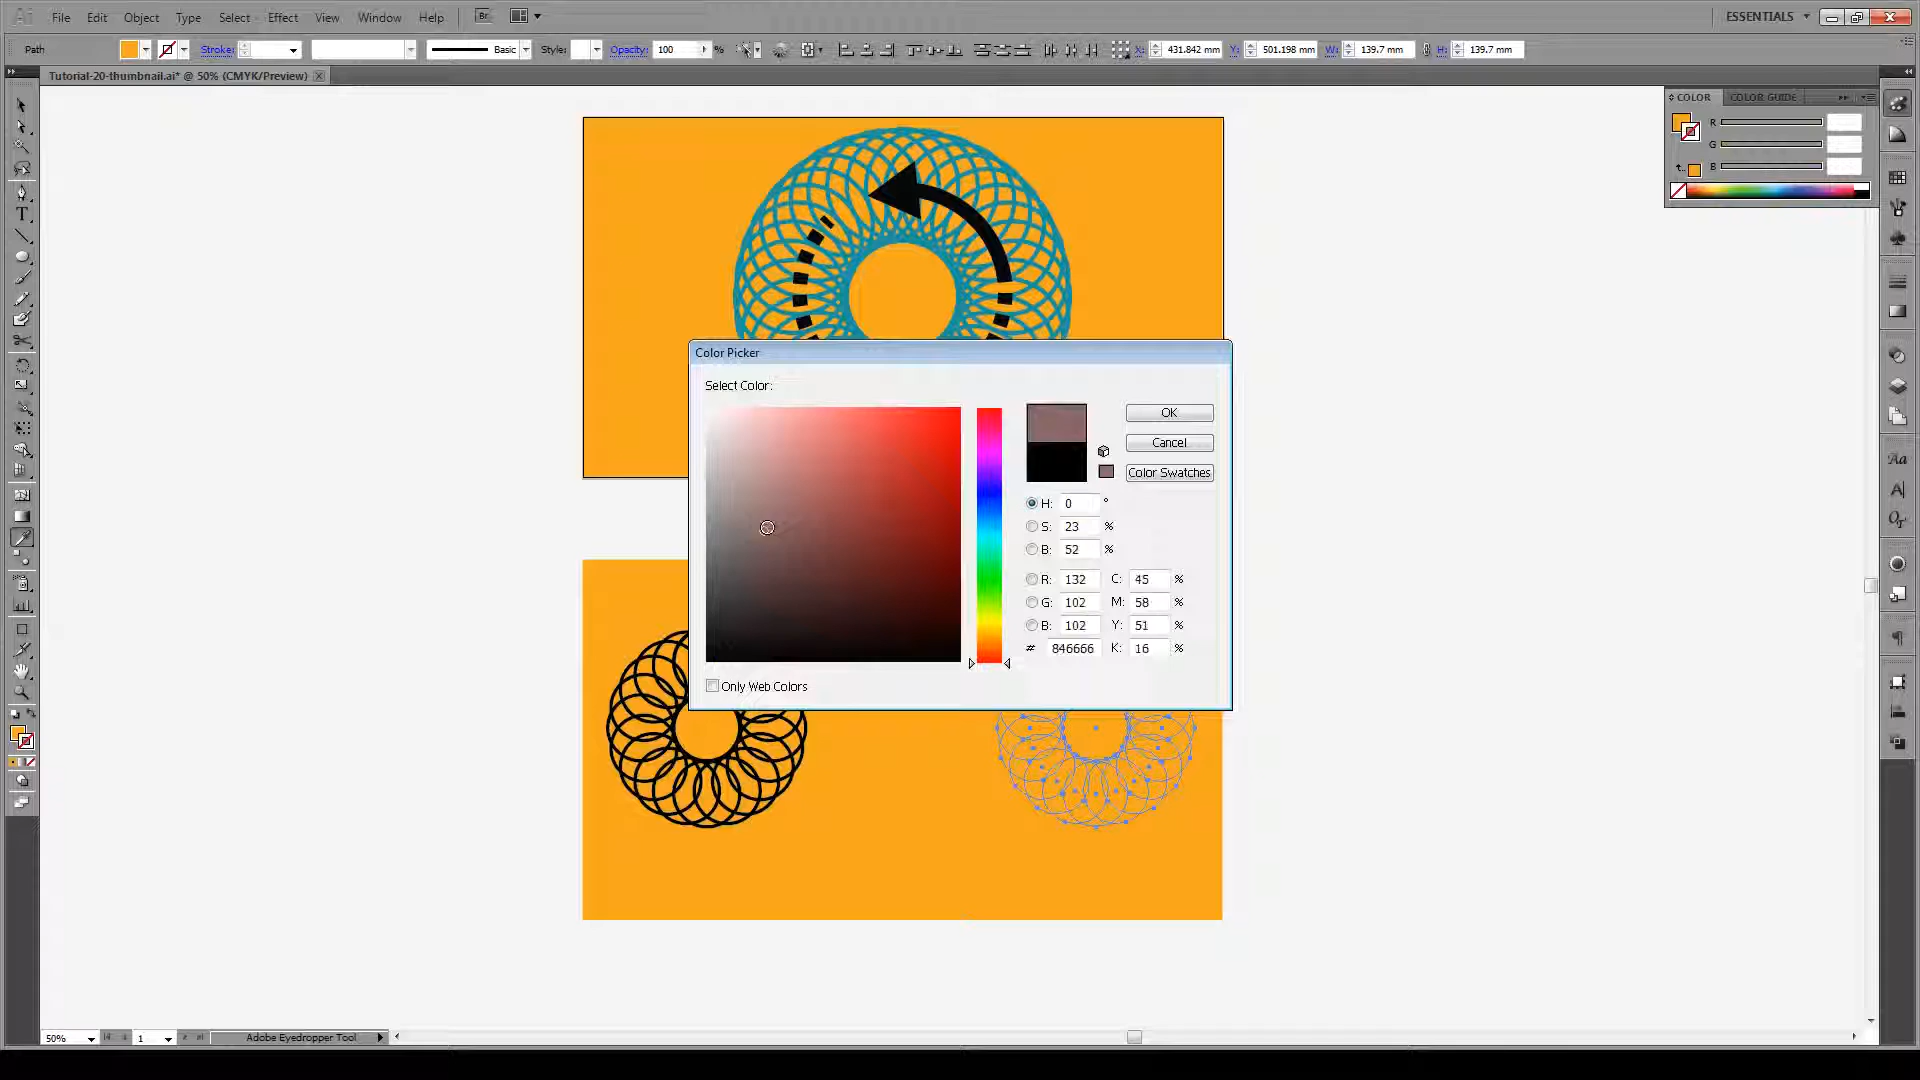 Ai File Edit Object Type Select Effect View Window Help Br ESSENTIALS
Path Stroke: Basic Style: Opacity: 100 % X: 431.842 mm Y: 501.198 mm W: 139.7 mm H: 139.7 mm
Tutorial-20-thumbnail.ai* @ 50% (CMYK/Preview)
COLOR COLOR GUIDE
R
G
B
Color Picker
Select Color:
OK
Cancel
Color Swatches
H: 0 °
S: 23 %
B: 52 %
R: 132 C: 45 %
G: 102 M: 58 %
B: 102 Y: 51 %
# 846666 K: 16 %
Only Web Colors
50% 1 Adobe Eyedropper Tool